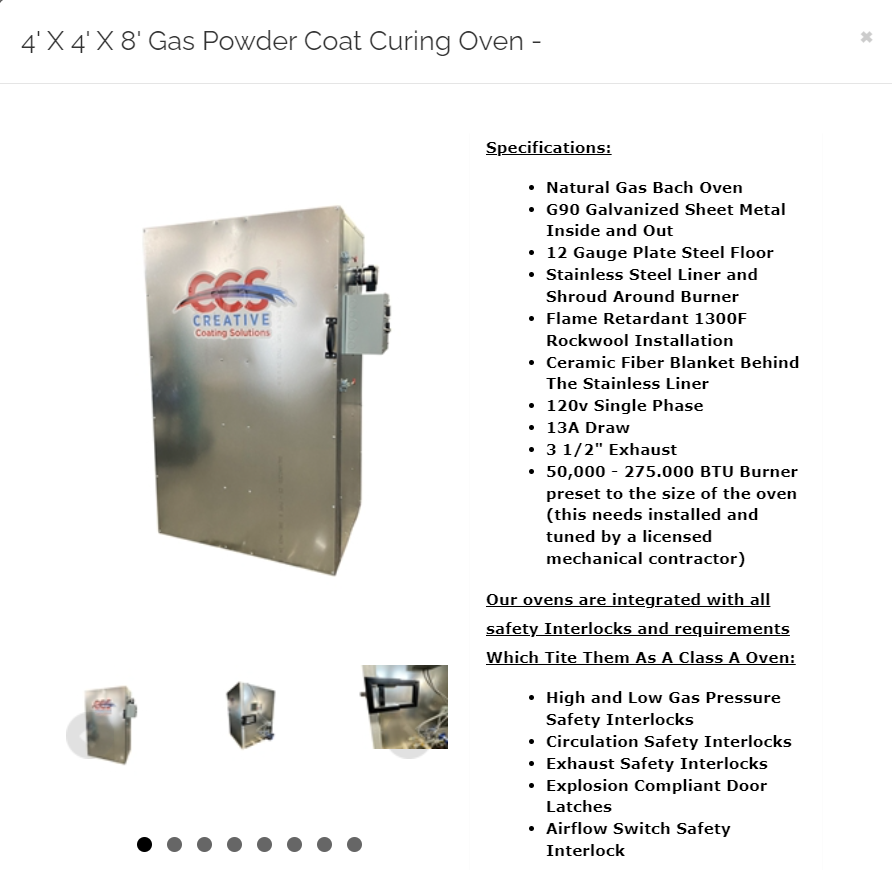 4' X 4' X 8' Gas Powder Coat Curing Oven -
CCS
CREATIVE
Coating Solutions
Specifications:
Natural Gas Bach Oven
G90 Galvanized Sheet Metal
Inside and Out
12 Gauge Plate Steel Floor
Stainless Steel Liner and
Shroud Around Burner
Flame Retardant 1300F
Rockwool Installation
Ceramic Fiber Blanket Behind
The Stainless Liner
120v Single Phase
13A Draw
3 1/2" Exhaust
50,000 - 275.000 BTU Burner
preset to the size of the oven
(this needs installed and
tuned by a licensed
mechanical contractor)
Our ovens are integrated with all
safety Interlocks and requirements
Which Tite Them As A Class A Oven:
High and Low Gas Pressure
Safety Interlocks
Circulation Safety Interlocks
Exhaust Safety Interlocks
Explosion Compliant Door
Latches
Airflow Switch Safety
Interlock
CCS